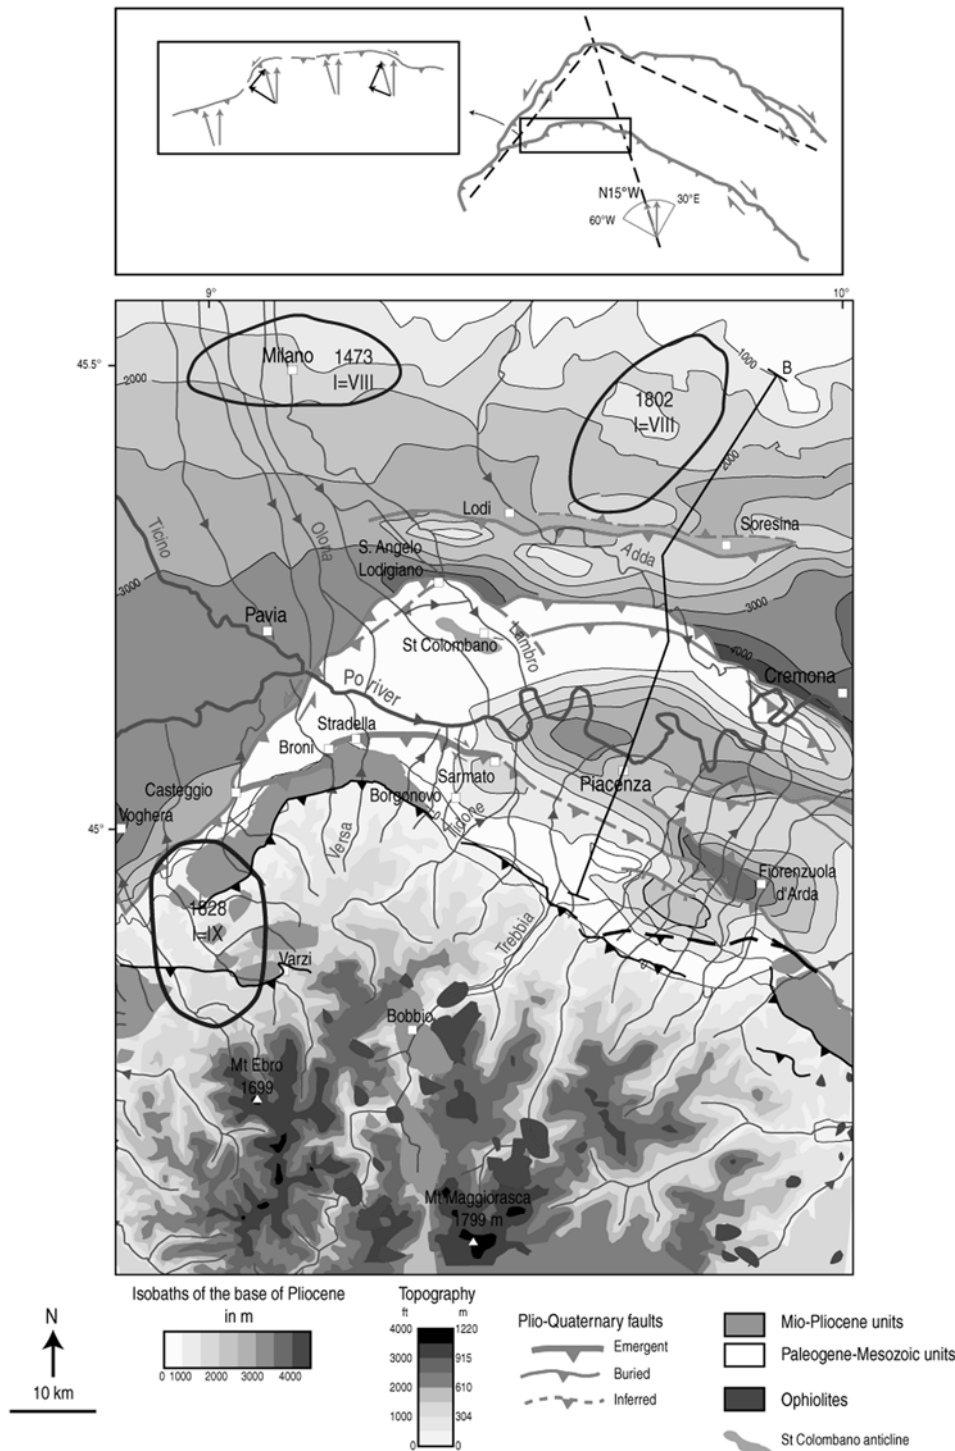 N15°W
30°E
60°W
9°
10°
45.5°
Milano
1473
I=VIII
1000
B
2000
1802
I=VIII
2000
Lodi
Soresina
Ticino
Olona
S. Angelo
Lodigiano
Adda
3000
3000
Pavia
St Colombano
Lambro
4000
Cremona
Po river
Stradella
Broni
Sarmato
Piacenza
Casteggio
Borgonovo
Voghera
Versa
Tidone
45°
Fiorenzuola
d'Arda
1828
I=IX
Trebbia
Varzi
0
Bobbio
Mt Ebro
1699
Mt Maggiorasca
1799 m
Isobaths of the base of Pliocene
in m
0 1000 2000 3000 4000
Topography
ft m
4000 1220
3000 915
2000 610
1000 304
0 0
N
10 km
Plio-Quaternary faults
Emergent
Buried
Inferred
Mio-Pliocene units
Paleogene-Mesozoic units
Ophiolites
St Colombano anticline